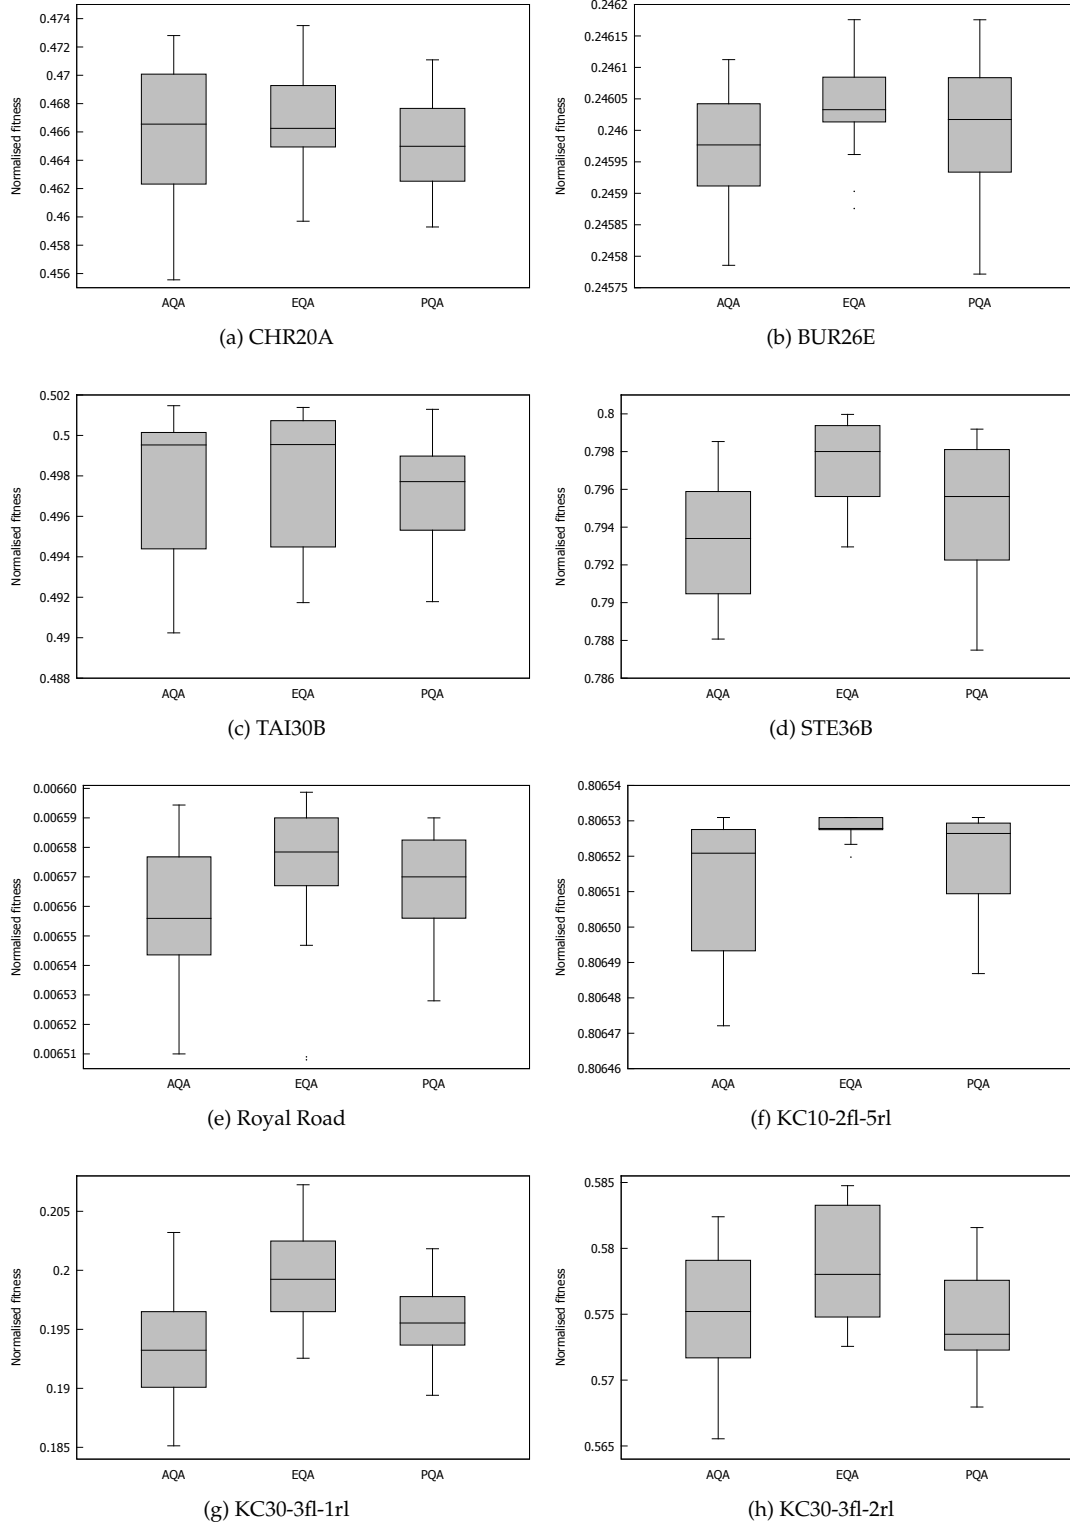 0.474
0.472
0.47
0.468
0.466
0.464
0.462
0.46
0.458
0.456
Normalised fitness
AQA EQA PQA
(a) CHR20A
0.2462
0.24615
0.2461
0.24605
0.246
0.24595
0.2459
0.24585
0.2458
0.24575
Normalised fitness
AQA EQA PQA
(b) BUR26E
0.502
0.5
0.498
0.496
0.494
0.492
0.49
0.488
Normalised fitness
AQA EQA PQA
(c) TAI30B
0.8
0.798
0.796
0.794
0.792
0.79
0.788
0.786
Normalised fitness
AQA EQA PQA
(d) STE36B
0.00660
0.00659
0.00658
0.00657
0.00656
0.00655
0.00654
0.00653
0.00652
0.00651
Normalised fitness
AQA EQA PQA
(e) Royal Road
0.80654
0.80653
0.80652
0.80651
0.80650
0.80649
0.80648
0.80647
0.80646
Normalised fitness
AQA EQA PQA
(f) KC10-2fl-5rl
0.205
0.2
0.195
0.19
0.185
Normalised fitness
AQA EQA PQA
(g) KC30-3fl-1rl
0.585
0.58
0.575
0.57
0.565
Normalised fitness
AQA EQA PQA
(h) KC30-3fl-2rl